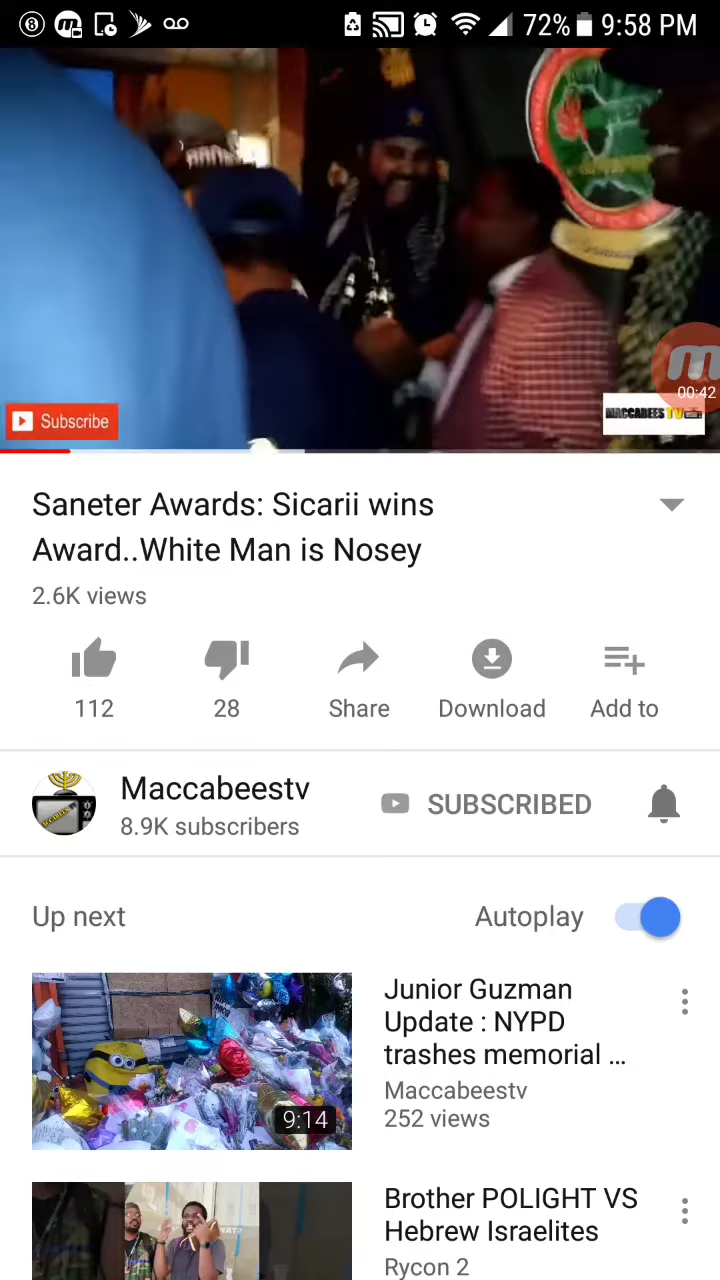 72% 9:58 PM
00:42
Subscribe
MACCABEES TV
Saneter Awards: Sicarii wins
Award..White Man is Nosey
2.6K views
112 28 Share Download Add to
Maccabeestv
8.9K subscribers
SUBSCRIBED
Up next Autoplay
Junior Guzman
Update : NYPD
trashes memorial ...
Maccabeestv
252 views
9:14
Brother POLIGHT VS
Hebrew Israelites
Rycon 2